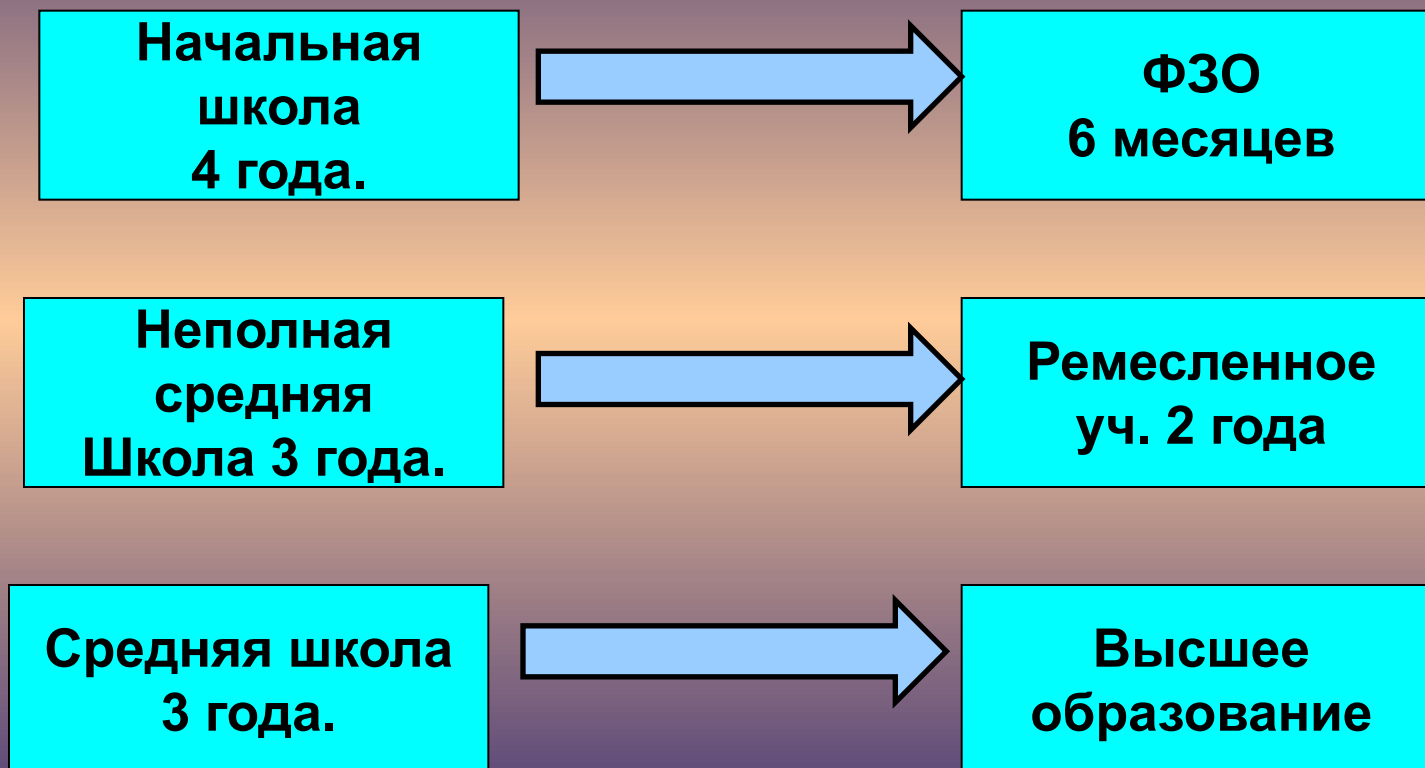 Начальная
школа
4 года.
ФЗО
6 месяцев
Неполная
средняя
Школа 3 года.
Ремесленное
уч. 2 года
Средняя школа
3 года.
Высшее
образование